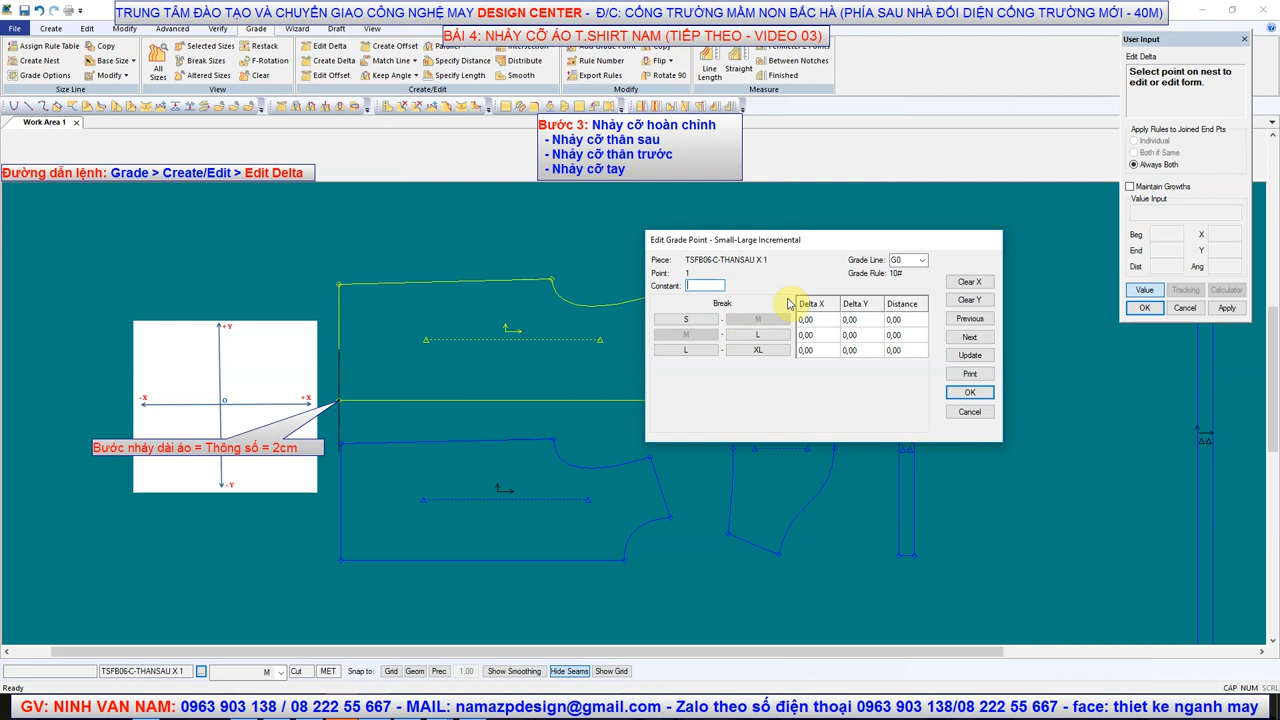 TRUNG TÂM ĐÀO TẠO VÀ CHUYỂN GIAO CÔNG NGHỆ MAY DESIGN CENTER - Đ/C: CỔNG TRƯỜNG MẦM NON BẮC HÀ (PHÍA SAU NHÀ ĐỐI DIỆN CỔNG TRƯỜNG MỚI - 40M)
File Create Edit Modify Advanced View Grade Wizard Draft View
BÀI 4: NHẢY CỠ ÁO T.SHIRT NAM (TIẾP THEO - VIDEO 03)
Assign Rule Table Copy Selected Sizes Restack Edit Delta Create Offset Parallel Specify Distance Add Point Copy Flip X
Create Nest Base Size Break Sizes F-Rotate Create Delta Match Line Specify Distance Rule Number Flip Y Line Length Straight Between Notches
Grade Options Modify All Sizes Altered Sizes Clear Edit Offset Keep Angle Specify Length Smooth Export Rules Rotate 90 Finished
Size Line View Create/Edit Modify Measure
User Input
Edit Delta
Select point on nest to
edit or edit form.
Apply Rules to Joined End Pts
Individual
Both if Same
Always Both
Maintain Growths
Value Input
Beg X
End Y
Dist Ang
Value Tracking Calculator
OK Cancel Apply
Work Area 1
Bước 3: Nhảy cỡ hoàn chỉnh
- Nhảy cỡ thân sau
- Nhảy cỡ thân trước
- Nhảy cỡ tay
Đường dẫn lệnh: Grade > Create/Edit > Edit Delta
Edit Grade Point - Small-Large Incremental
Piece: TSFB06-C-THANSAU X 1 Grade Line: G0
Point: 1 Grade Rule: 10#
Constant:
Break Delta X Delta Y Distance
S - M 0,00 0,00 0,00
M - L 0,00 0,00 0,00
L - XL 0,00 0,00 0,00
Clear X
Clear Y
Previous
Next
Update
Print
OK
Cancel
+Y
-X O +X
-Y
Bước nhảy dài áo = Thông số = 2cm
TSFB06-C-THANSAU X 1 ... M Cut MET Snap to: Grid Geom Prec 1,00 Show Smoothing Hide Seams Show Grid
Ready CAP NUM SCRL
GV: NINH VAN NAM: 0963 903 138 / 08 222 55 667 - MAIL: namazpdesign@gmail.com - Zalo theo số điện thoại 0963 903 138/08 222 55 667 - face: thiet ke nganh may